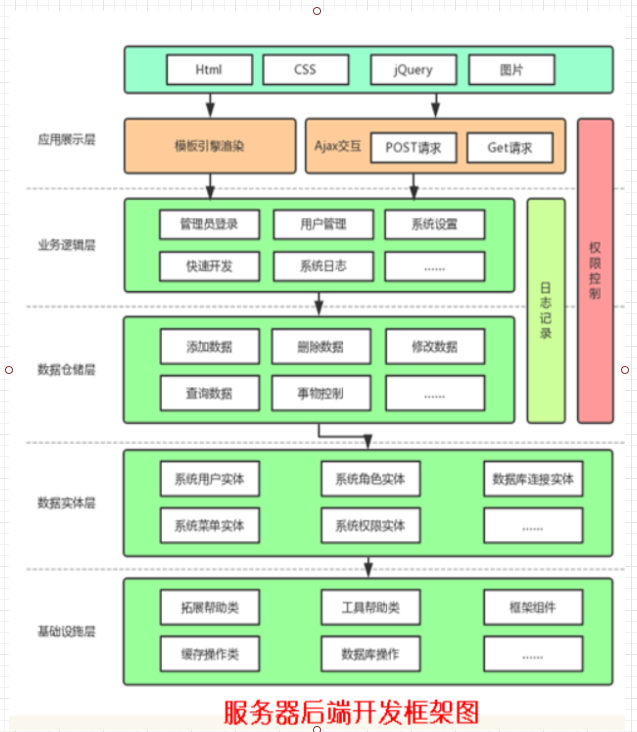 Html CSS jQuery 图片
应用展示层
模板引擎渲染
Ajax交互 POST请求 Get请求
业务逻辑层
管理员登录 用户管理 系统设置
快速开发 系统日志 ......
数据仓储层
添加数据 删除数据 修改数据
查询数据 事物控制 ......
日志记录
权限控制
数据实体层
系统用户实体 系统角色实体 数据库连接实体
系统菜单实体 系统权限实体 ......
基础设施层
拓展帮助类 工具帮助类 框架组件
缓存操作类 数据库操作 ......
服务器后端开发框架图